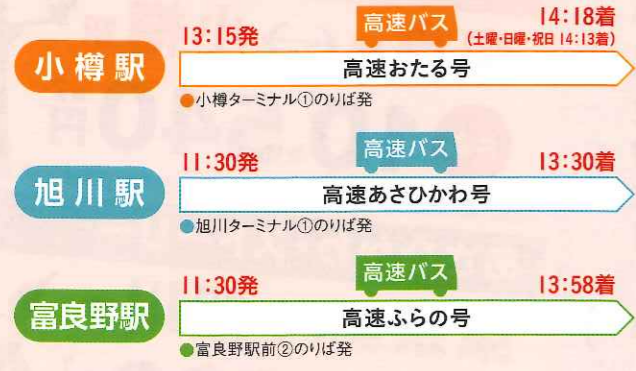 小樽駅
13:15発
高速バス
14:18着
(土曜・日曜・祝日 14:13着)
高速おたる号
●小樽ターミナル①のりば発
旭川駅
11:30発
高速バス
13:30着
高速あさひかわ号
●旭川ターミナル①のりば発
富良野駅
11:30発
高速バス
13:58着
高速ふらの号
●富良野駅前②のりば発